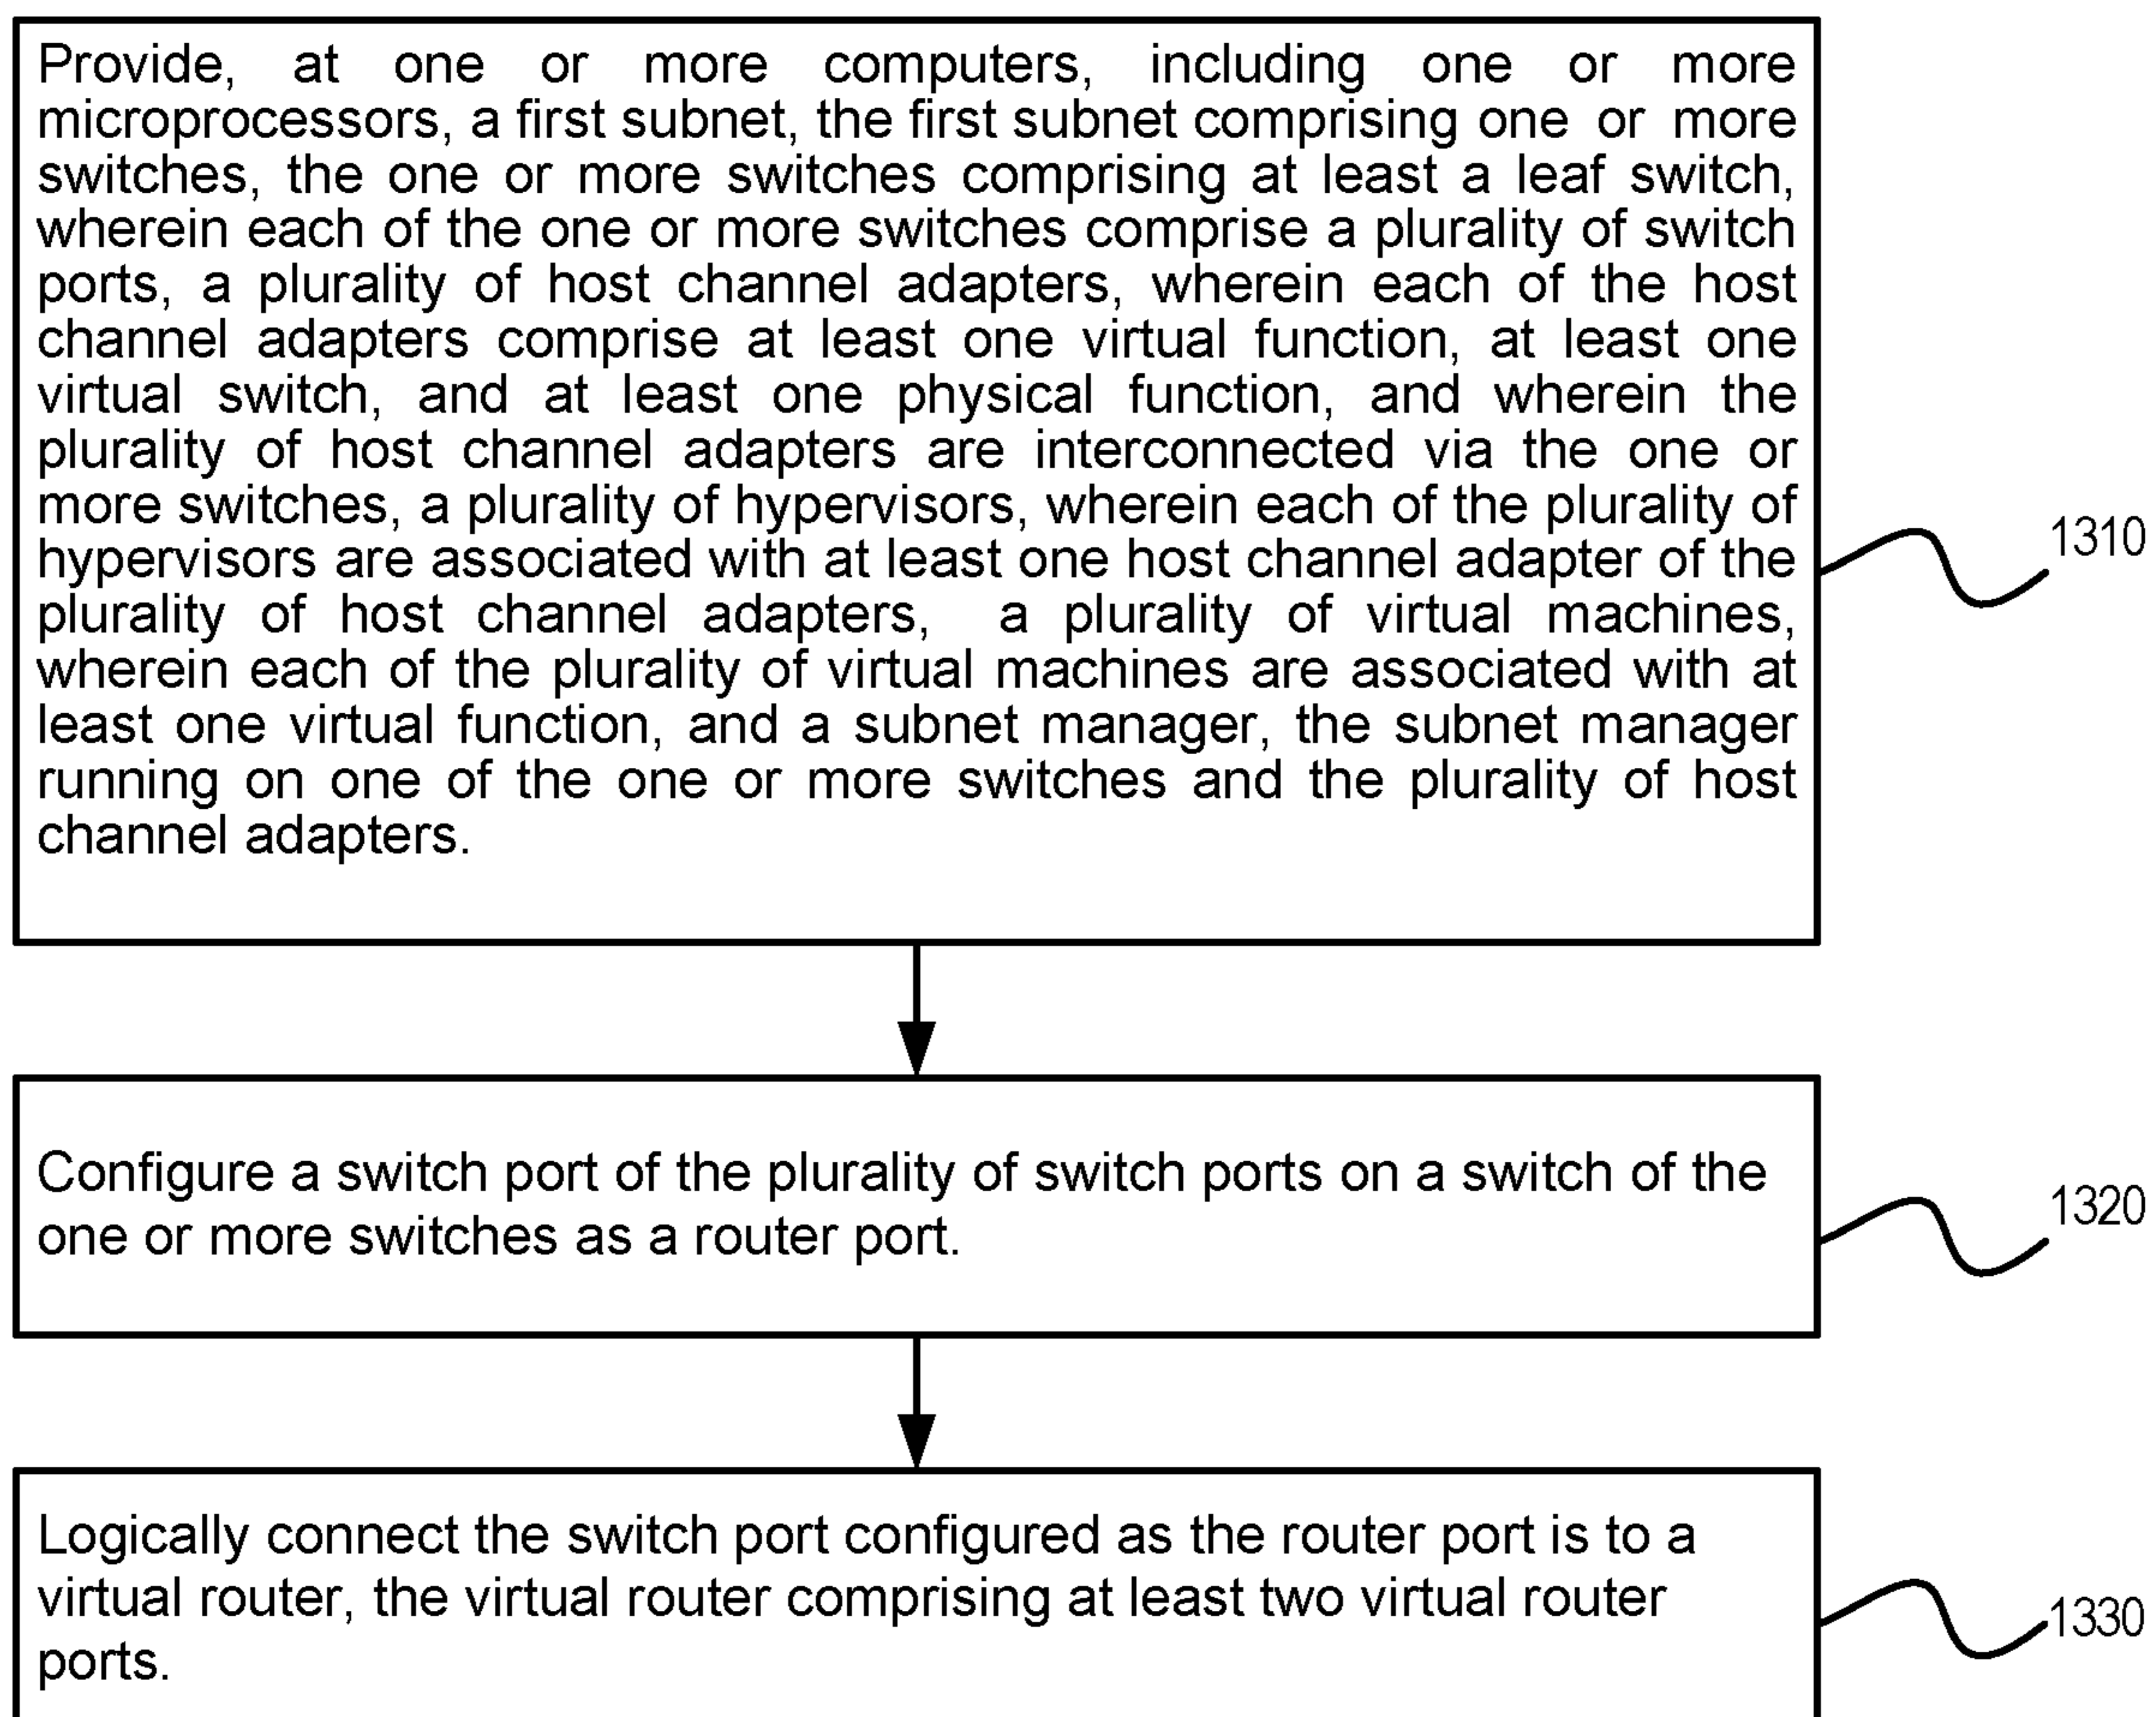 Provide, at one or more computers, including one or more
microprocessors, a first subnet, the first subnet comprising one or more
switches, the one or more switches comprising at least a leaf switch,
wherein each of the one or more switches comprise a plurality of switch
ports, a plurality of host channel adapters, wherein each of the host
channel adapters comprise at least one virtual function, at least one
virtual switch, and at least one physical function, and wherein the
plurality of host channel adapters are interconnected via the one or
more switches, a plurality of hypervisors, wherein each of the plurality of
hypervisors are associated with at least one host channel adapter of the
plurality of host channel adapters, a plurality of virtual machines,
wherein each of the plurality of virtual machines are associated with at
least one virtual function, and a subnet manager, the subnet manager
running on one of the one or more switches and the plurality of host
channel adapters.
1310
Configure a switch port of the plurality of switch ports on a switch of the
one or more switches as a router port.
1320
Logically connect the switch port configured as the router port is to a
virtual router, the virtual router comprising at least two virtual router
ports.
1330